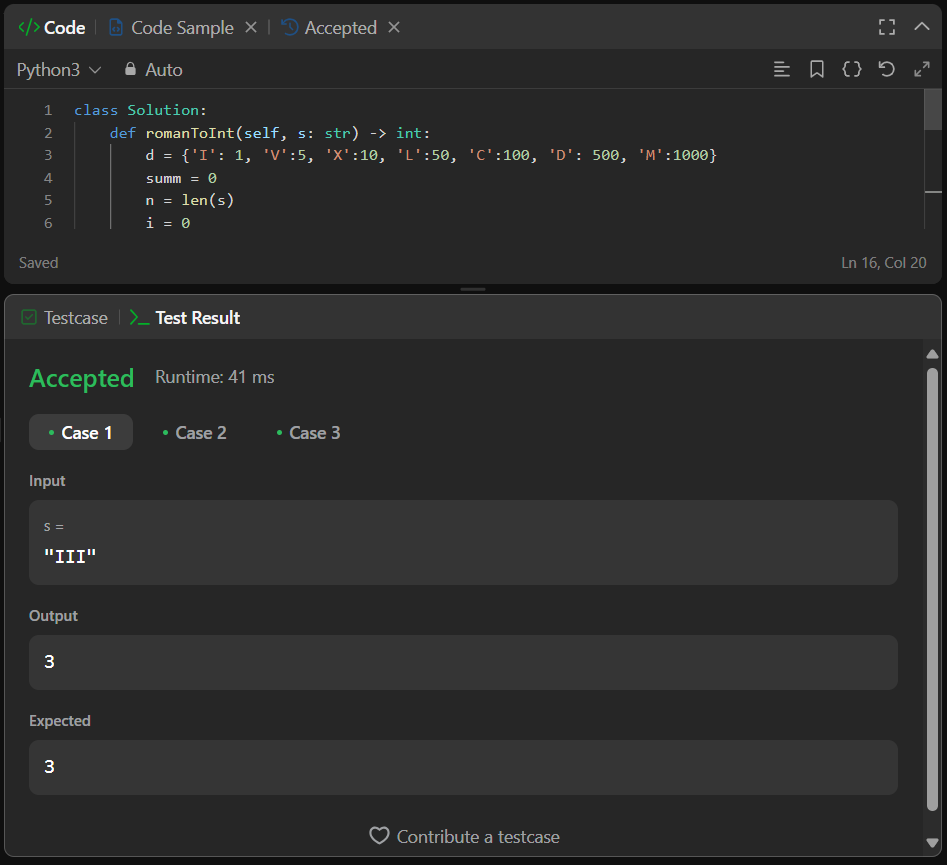 </> Code Code Sample Accepted
Python3 Auto
1 class Solution:
2 def romanToInt(self, s: str) -> int:
3 d = {'I': 1, 'V':5, 'X':10, 'L':50, 'C':100, 'D': 500, 'M':1000}
4 summ = 0
5 n = len(s)
6 i = 0
Saved Ln 16, Col 20
Testcase >_ Test Result
Accepted Runtime: 41 ms
• Case 1 • Case 2 • Case 3
Input
s =
"III"
Output
3
Expected
3
Contribute a testcase